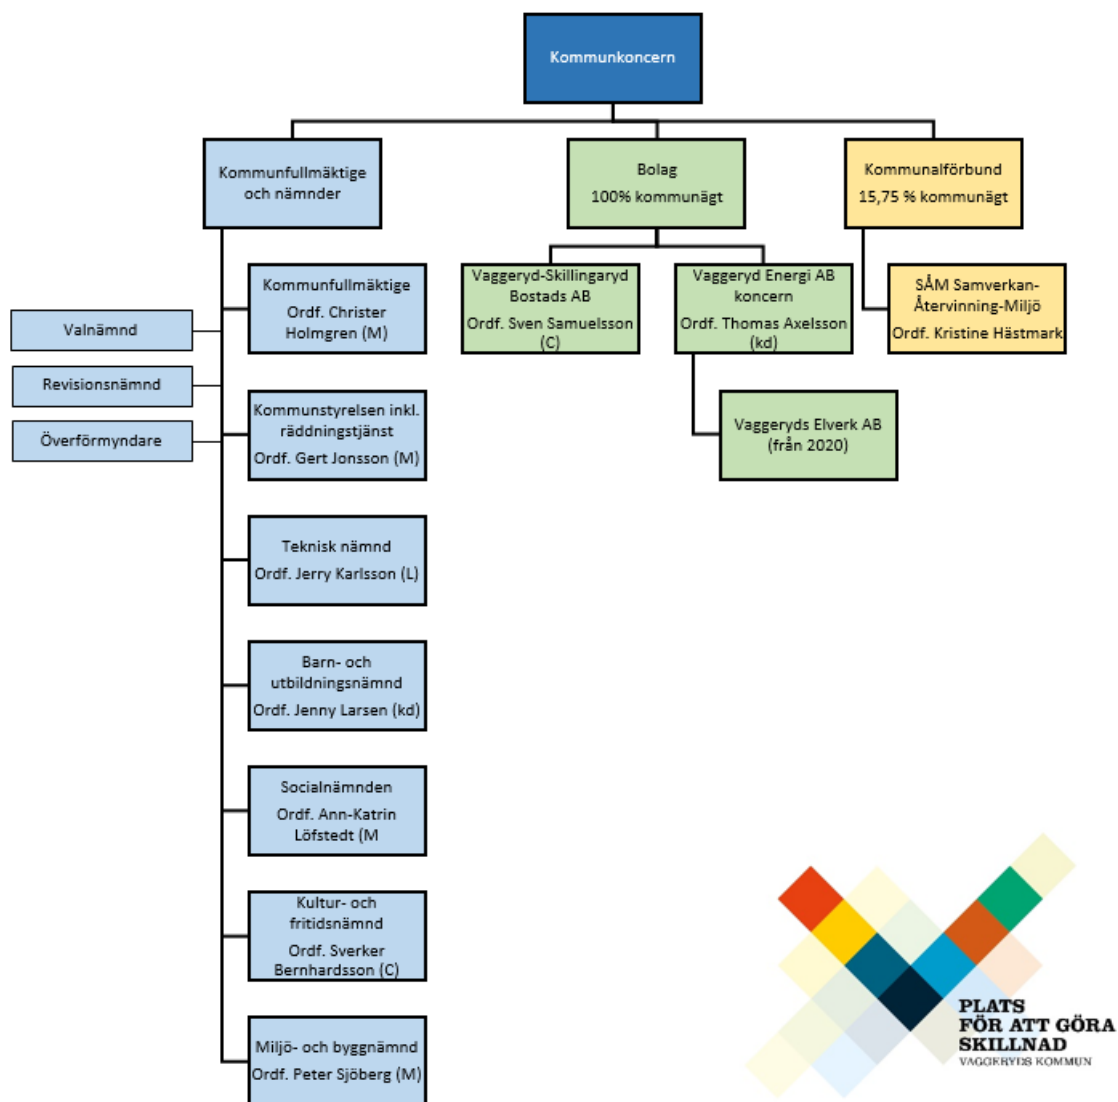 Kommunkoncern
Kommunfullmäktige
och nämnder
Bolag
100% kommunägt
Kommunalförbund
15,75 % kommunägt
Kommunfullmäktige
Ordf. Christer
Holmgren (M)
Vaggeryd-Skillingaryd
Bostads AB
Ordf. Sven Samuelsson
(C)
Vaggeryd Energi AB
koncern
Ordf. Thomas Axelsson
(kd)
SÅM Samverkan-
Återvinning-Miljö
Ordf. Kristine Hästmark
Valnämnd
Revisionsnämnd
Överförmyndare
Kommunstyrelsen inkl.
räddningstjänst
Ordf. Gert Jonsson (M)
Vaggeryds Elverk AB
(från 2020)
Teknisk nämnd
Ordf. Jerry Karlsson (L)
Barn- och
utbildningsnämnd
Ordf. Jenny Larsen (kd)
Socialnämnden
Ordf. Ann-Katrin
Löfstedt (M
Kultur- och
fritidsnämnd
Ordf. Sverker
Bernhardsson (C)
Miljö- och byggnämnd
Ordf. Peter Sjöberg (M)
PLATS
FÖR ATT GÖRA
SKILLNAD
VAGGERYDS KOMMUN